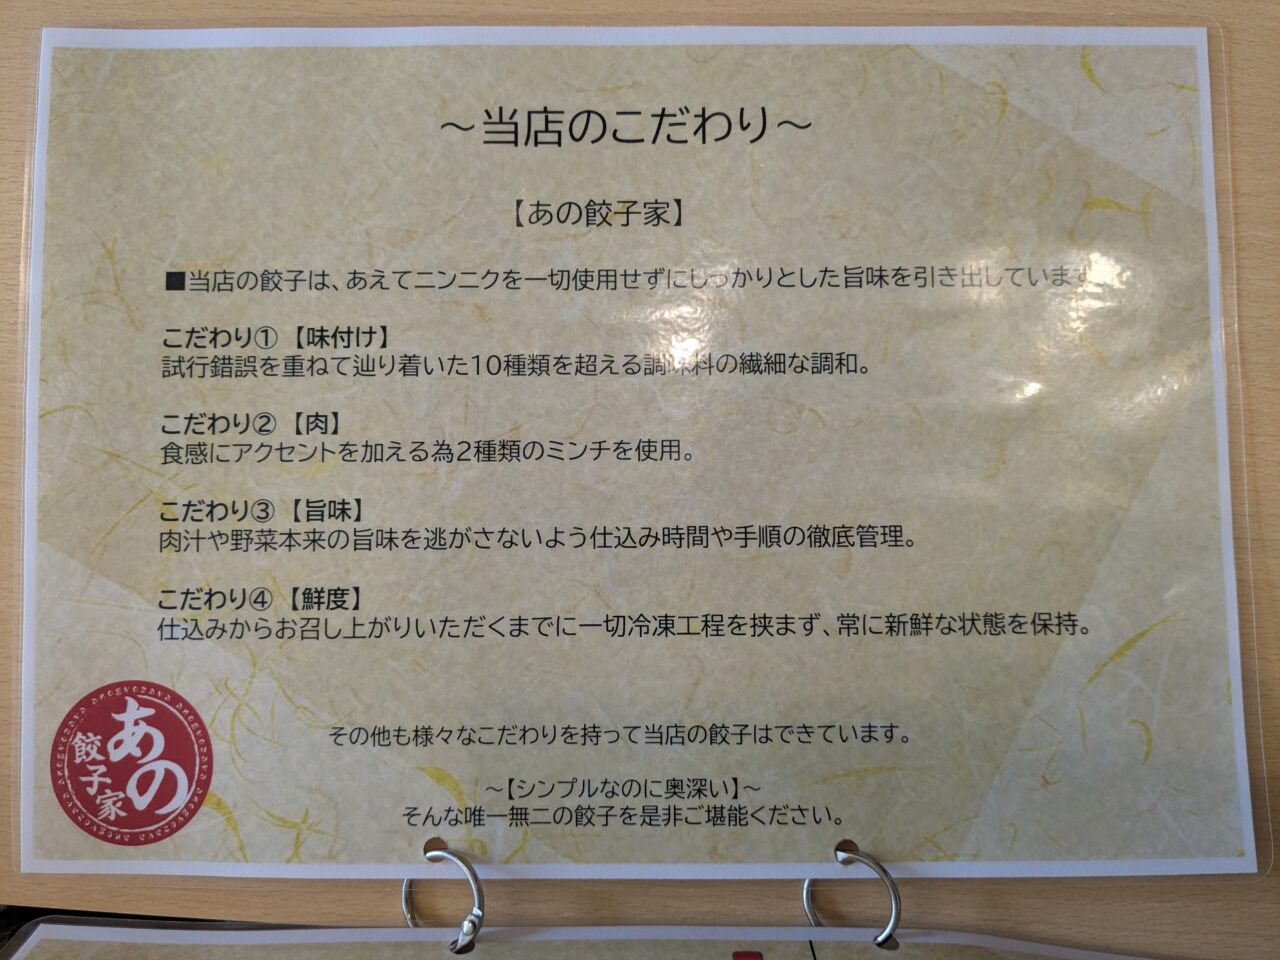 ～当店のこだわり～
【あの餃子家】
■当店の餃子は、あえてニンニクを一切使用せずにしっかりとした旨味を引き出しています。
こだわり①【味付け】
試行錯誤を重ねて辿り着いた10種類を超える調味料の繊細な調和。
こだわり②【肉】
食感にアクセントを加える為2種類のミンチを使用。
こだわり③【旨味】
肉汁や野菜本来の旨味を逃がさないよう仕込み時間や手順の徹底管理。
こだわり④【鮮度】
仕込みからお召し上がりいただくまでに一切冷凍工程を挟まず、常に新鮮な状態を保持。
その他も様々なこだわりを持って当店の餃子はできています。
～【シンプルなのに奥深い】～
そんな唯一無二の餃子を是非ご堪能ください。
あの
餃子家